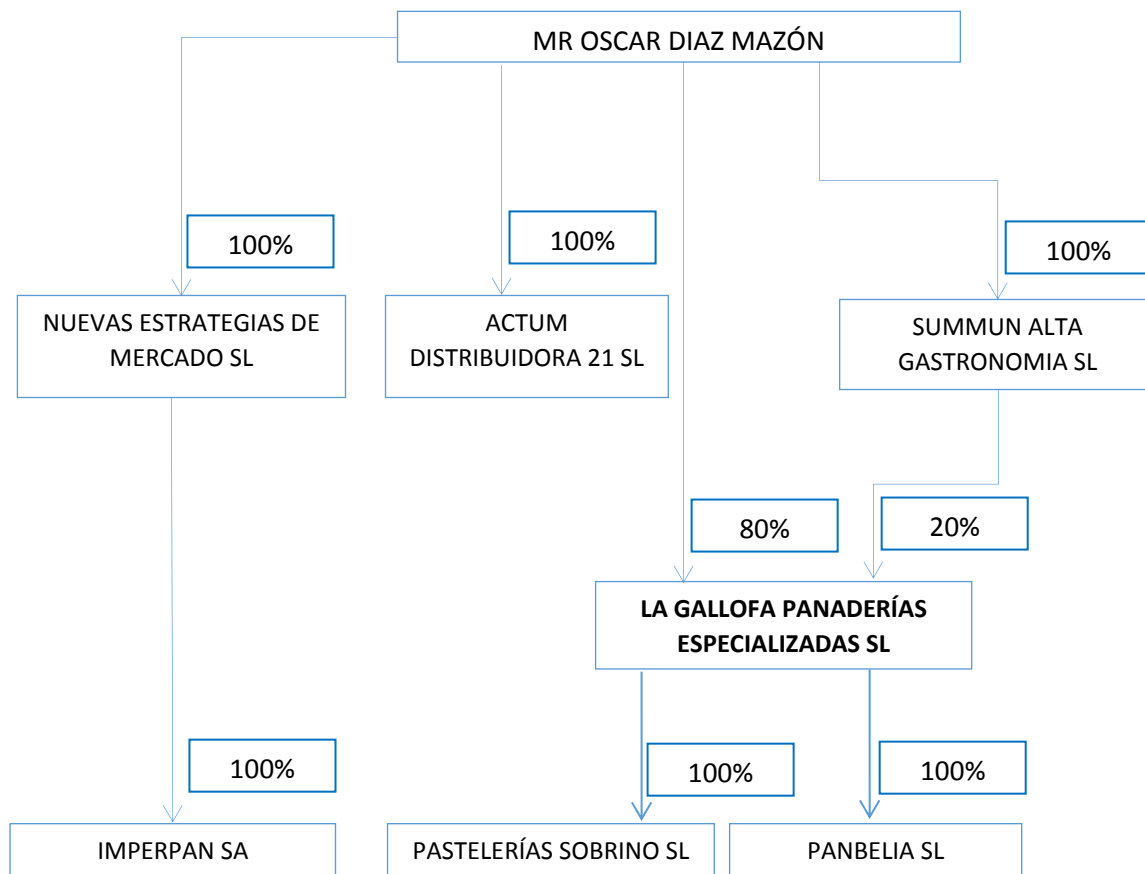 MR OSCAR DIAZ MAZÓN
100%
100%
100%
NUEVAS ESTRATEGIAS DE
MERCADO SL
ACTUM
DISTRIBUIDORA 21 SL
SUMMUN ALTA
GASTRONOMIA SL
80%
20%
LA GALLOFA PANADERÍAS
ESPECIALIZADAS SL
100%
100%
100%
IMPERPAN SA
PASTELERÍAS SOBRINO SL
PANBELIA SL